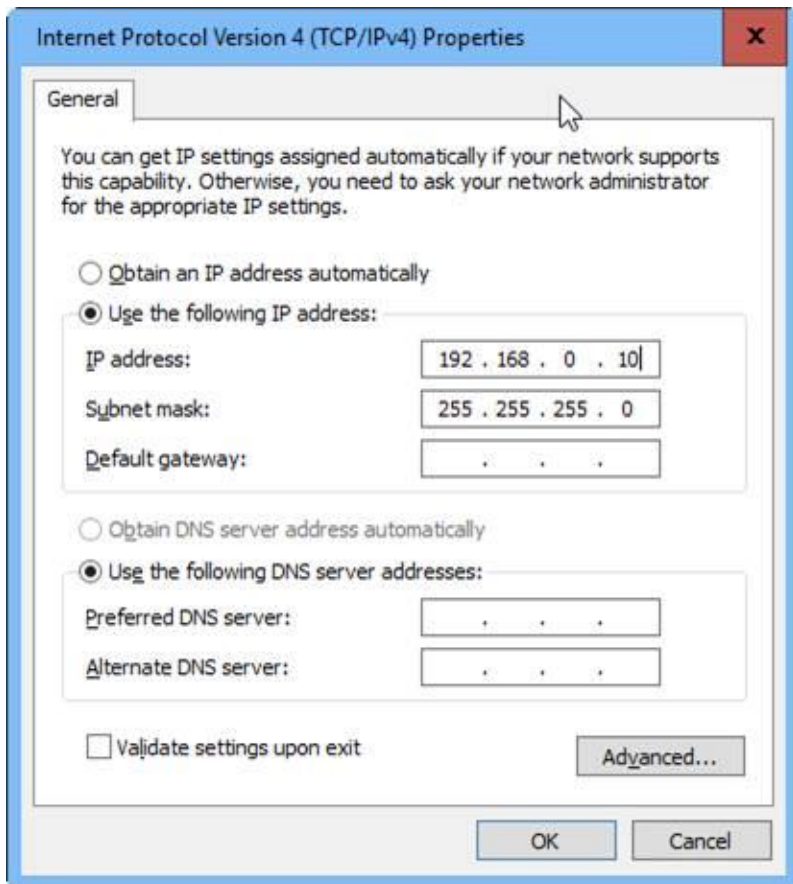 Internet Protocol Version 4 (TCP/IPv4) Properties
x
General
You can get IP settings assigned automatically if your network supports
this capability. Otherwise, you need to ask your network administrator
for the appropriate IP settings.
Obtain an IP address automatically
Use the following IP address:
IP address: 192 . 168 . 0 . 10
Subnet mask: 255 . 255 . 255 . 0
Default gateway: . . .
Obtain DNS server address automatically
Use the following DNS server addresses:
Preferred DNS server: . . .
Alternate DNS server: . . .
Validate settings upon exit
Advanced...
OK Cancel